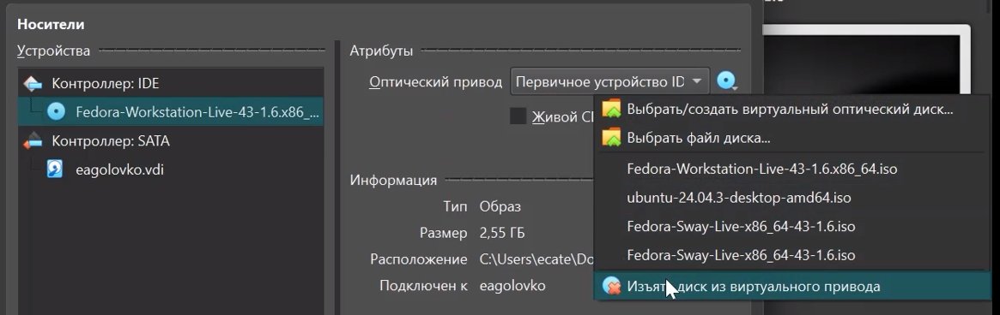 Носители
Устройства
Контроллер: IDE
Fedora-Workstation-Live-43-1.6.x86_...
Контроллер: SATA
eagolovko.vdi
Атрибуты
Оптический привод Первичное устройство ID
Живой
Информация
Тип Образ
Размер 2,55 ГБ
Расположение C:\Users\ecate\Do
Подключен к eagolovko
Выбрать/создать виртуальный оптический диск...
Выбрать файл диска...
Fedora-Workstation-Live-43-1.6.x86_64.iso
ubuntu-24.04.3-desktop-amd64.iso
Fedora-Sway-Live-x86_64-43-1.6.iso
Fedora-Sway-Live-x86_64-43-1.6.iso
Изъять диск из виртуального привода